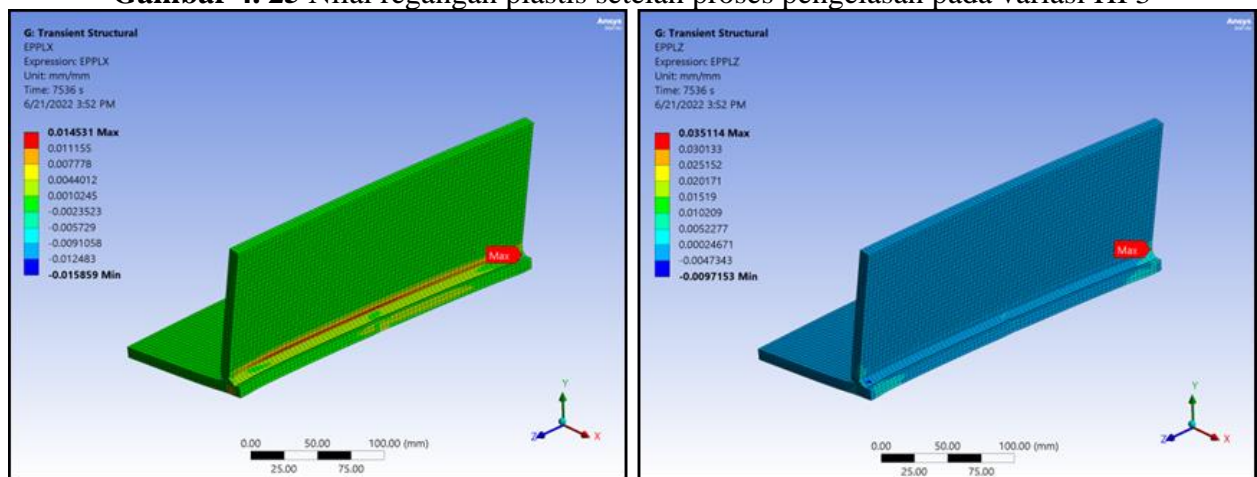 Gambar 4. 23 Nilai regangan plastis setelah proses pengelasan pada variasi HI 3
G: Transient Structural
EPPLX
Expression: EPPLX
Unit: mm/mm
Time: 7536 s
6/21/2022 3:52 PM
0.014531 Max
0.011155
0.007778
0.0044012
0.0010245
-0.0023523
-0.005729
-0.0091058
-0.012483
-0.015859 Min
Ansys
Max
Y
Z
X
0.00 50.00 100.00 (mm)
25.00 75.00
G: Transient Structural
EPPLZ
Expression: EPPLZ
Unit: mm/mm
Time: 7536 s
6/21/2022 3:52 PM
0.035114 Max
0.030133
0.025152
0.020171
0.01519
0.010209
0.0052277
0.00024671
-0.0047343
-0.0097153 Min
Ansys
Max
Y
Z
X
0.00 50.00 100.00 (mm)
25.00 75.00